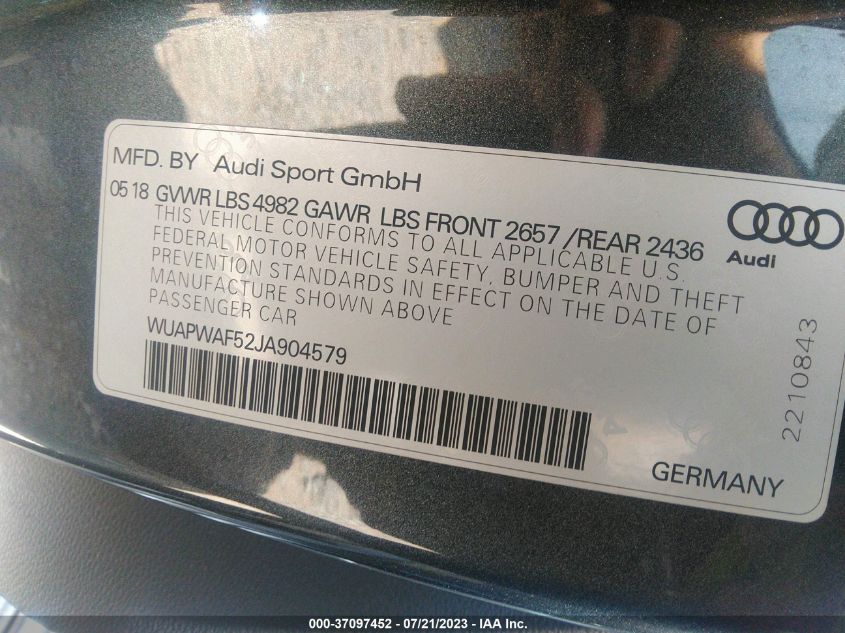 MFD. BY Audi Sport GmbH
05 18 GVWR LBS 4982 GAWR LBS FRONT 2657 /REAR 2436
THIS VEHICLE CONFORMS TO ALL APPLICABLE U.S.
FEDERAL MOTOR VEHICLE SAFETY, BUMPER AND THEFT
PREVENTION STANDARDS IN EFFECT ON THE DATE OF
MANUFACTURE SHOWN ABOVE
PASSENGER CAR
WUAPWAF52JA904579
Audi
2210843
GERMANY
000-37097452 - 07/21/2023 - IAA Inc.